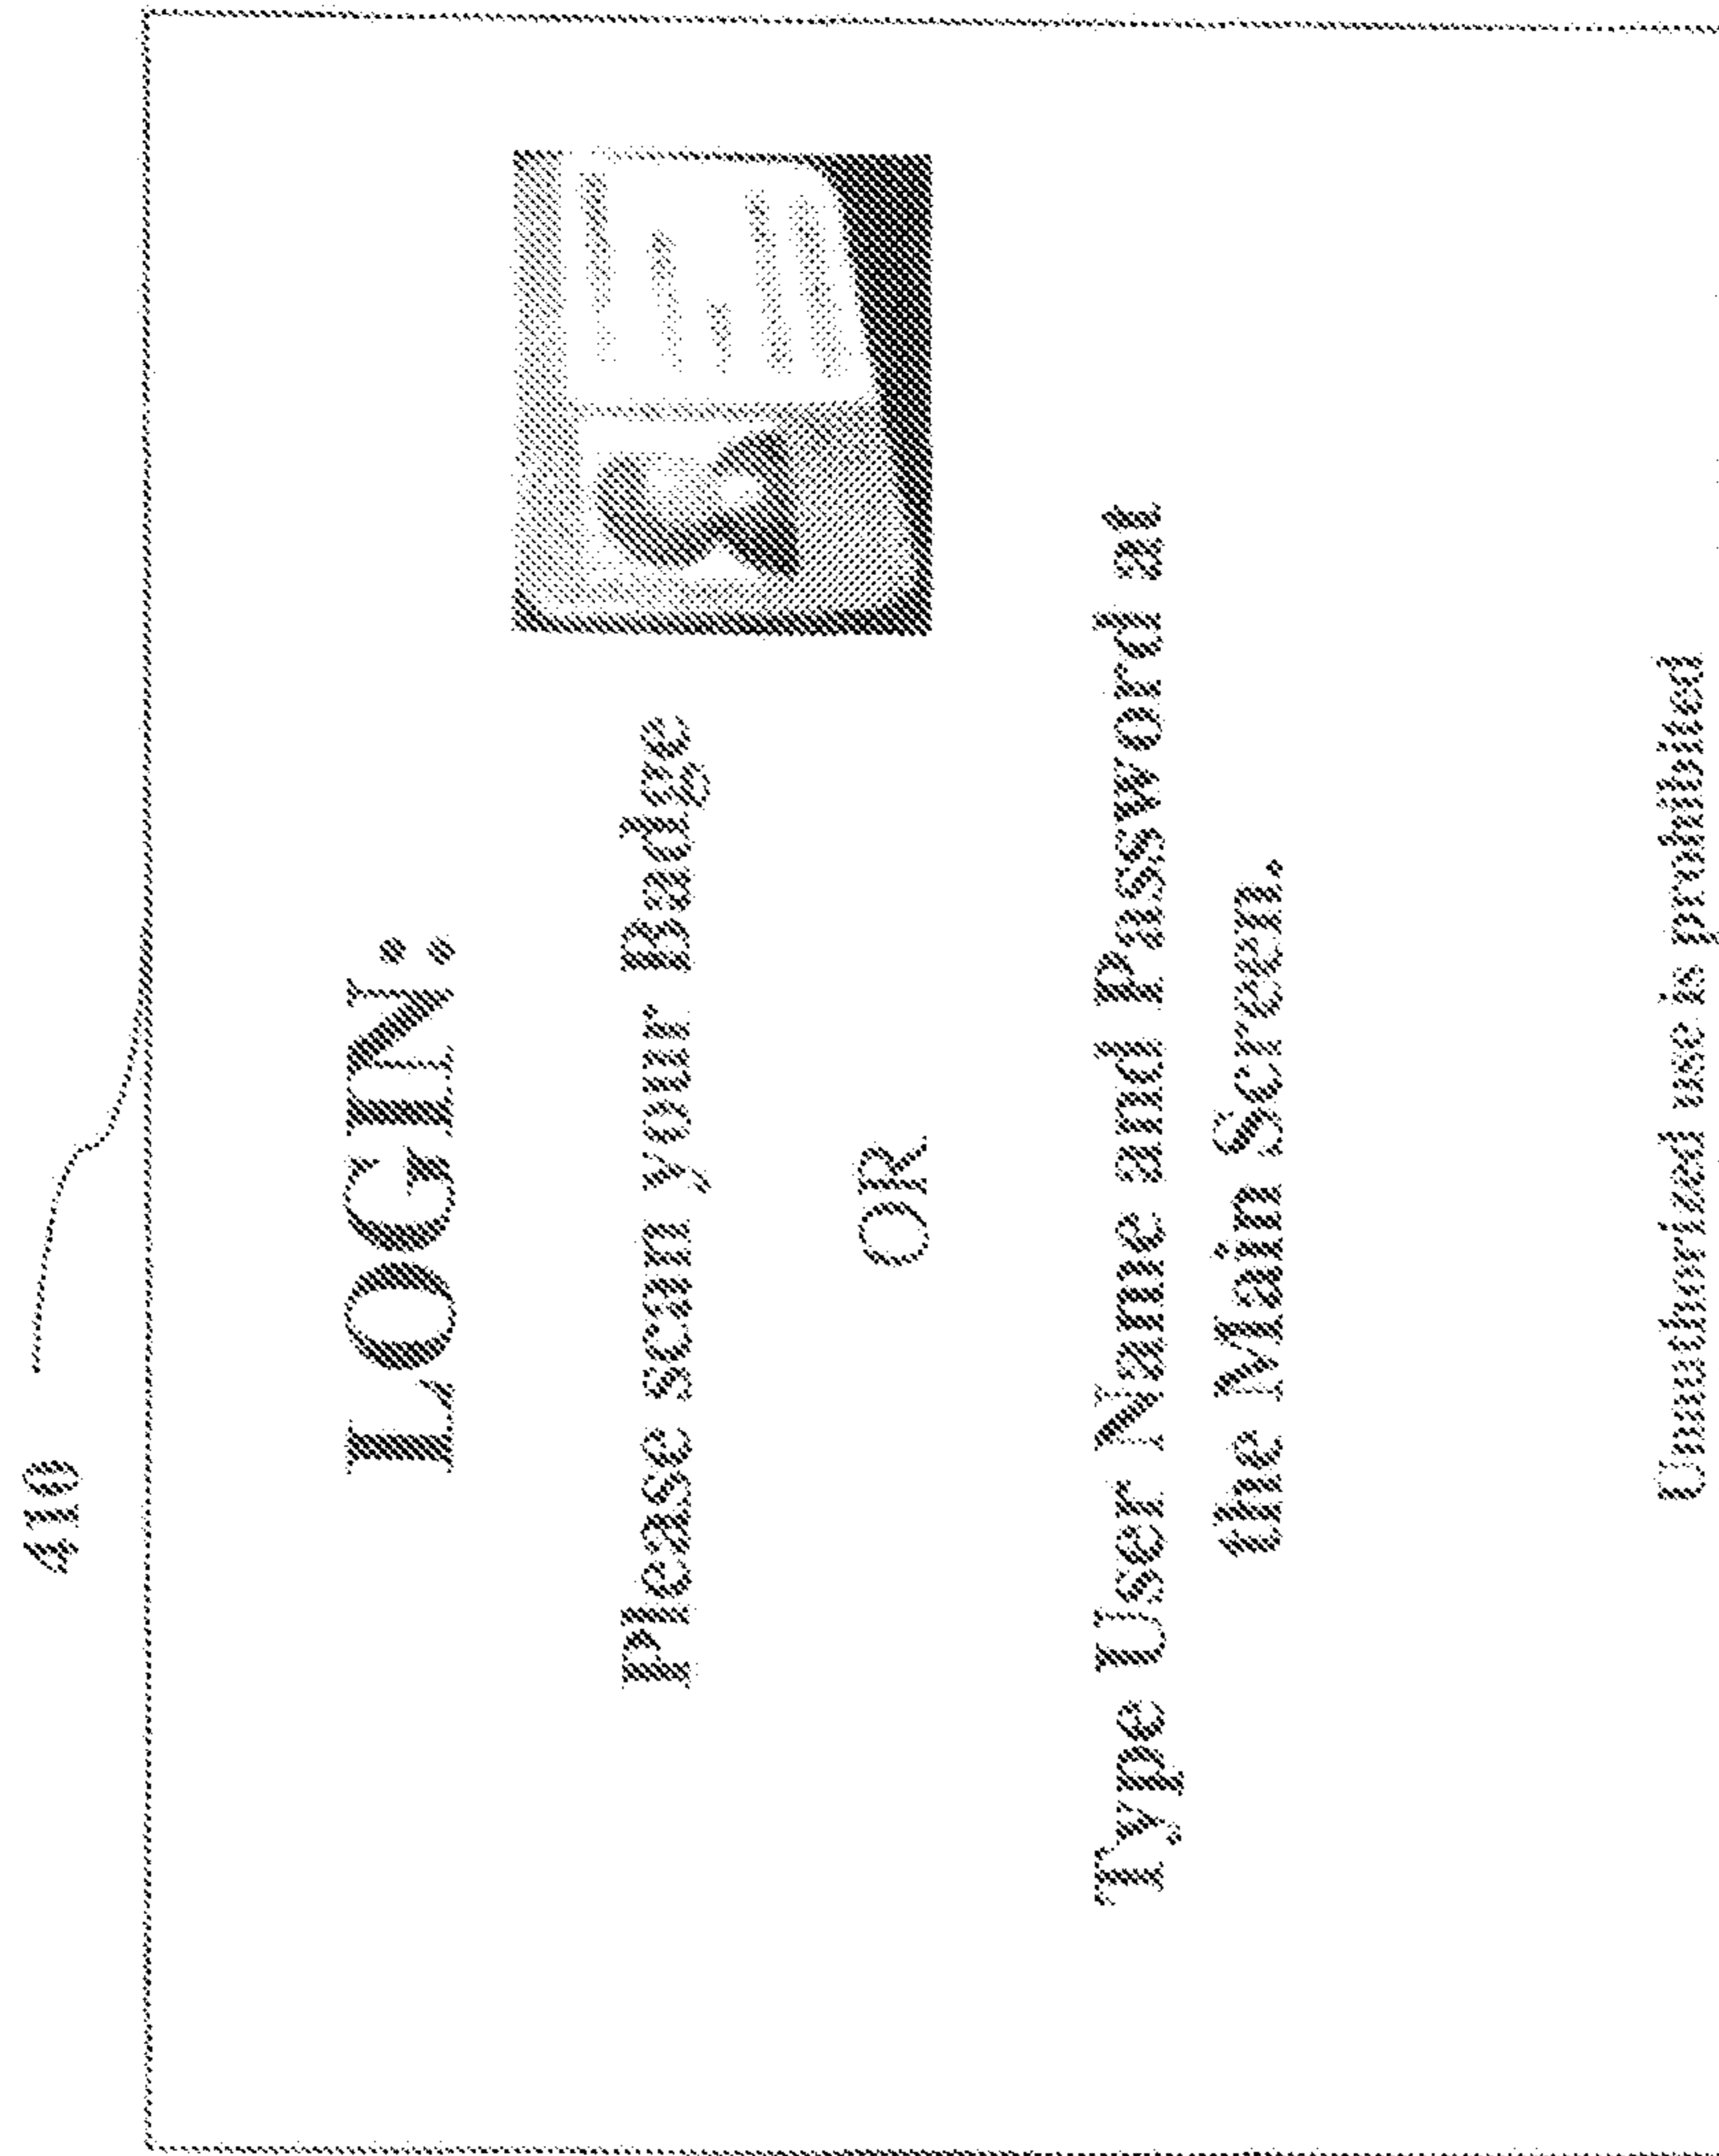 410
LOGIN:
Please scan your Badge
OR
Type User Name and Password at
the Main Screen.
Unauthorized use is prohibited